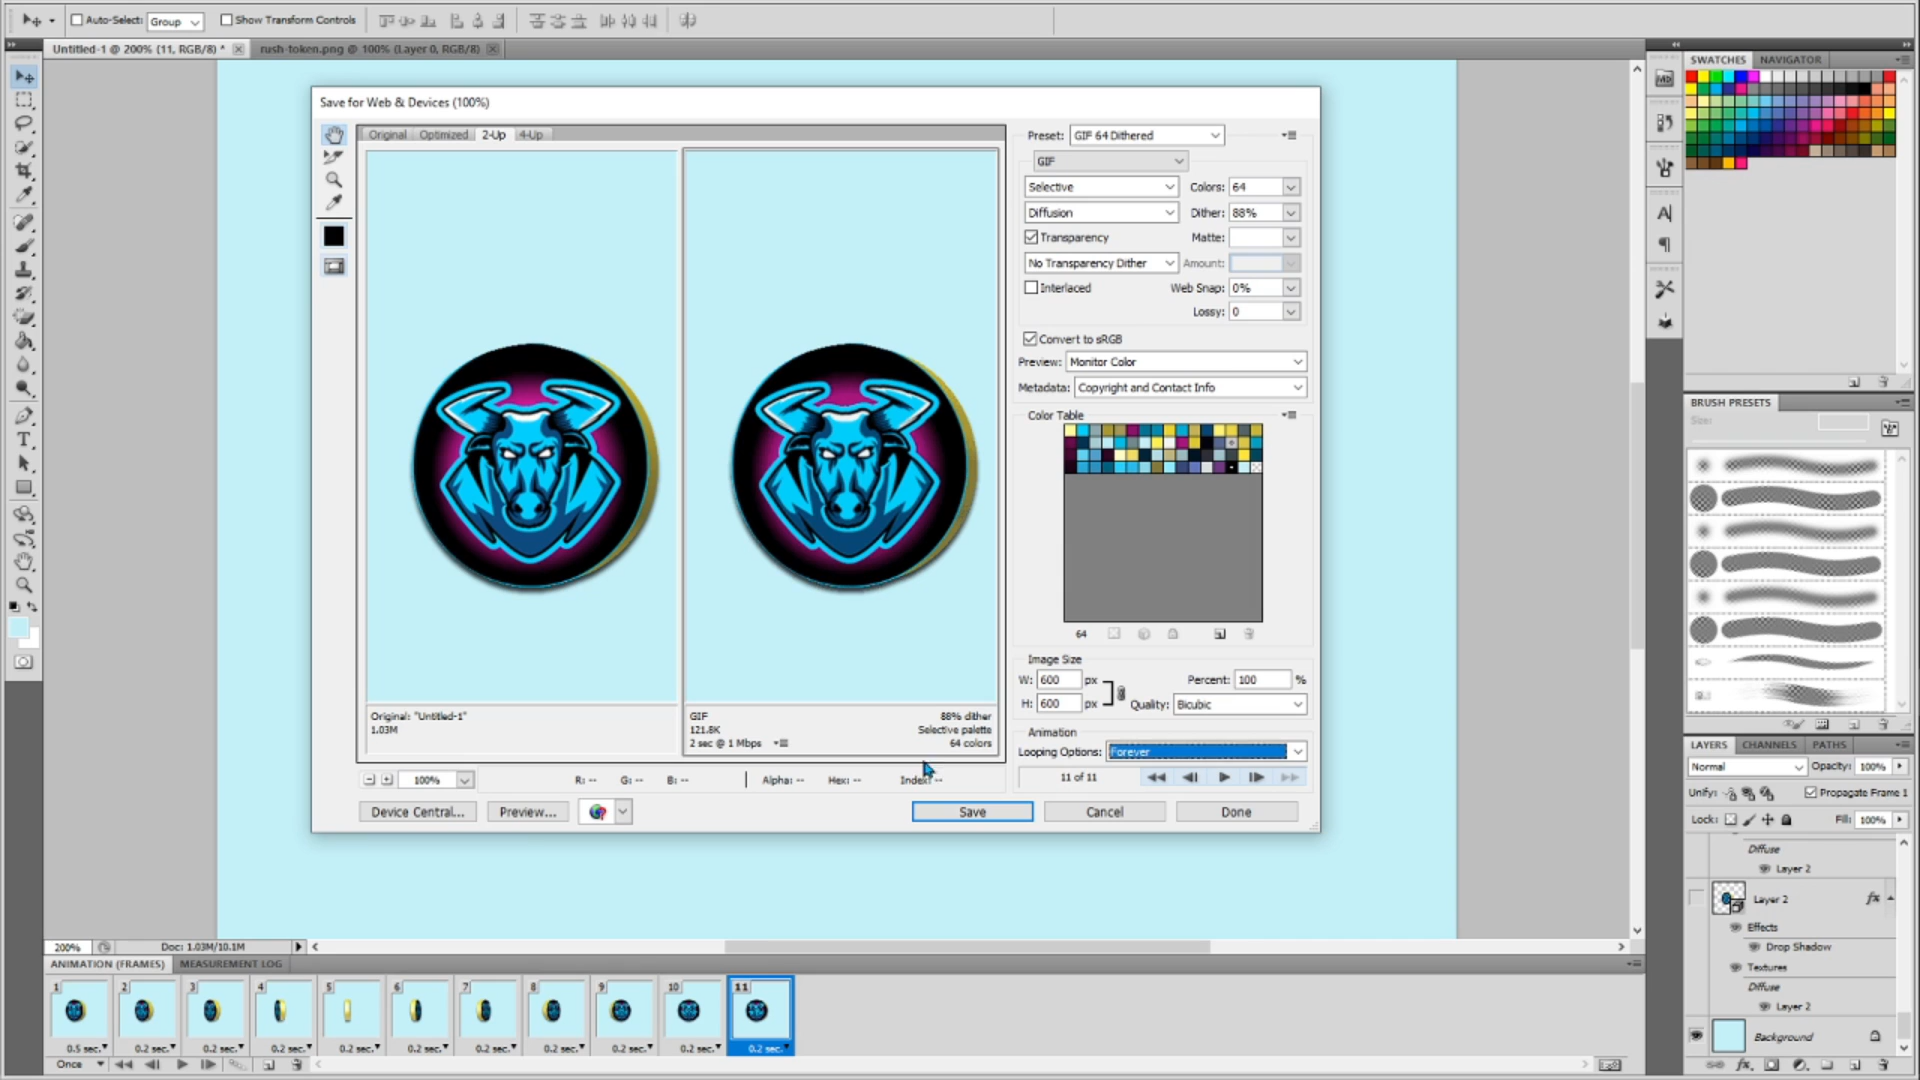 Auto-Select: Group Show Transform Controls
Untitled-1 @ 200% (11, RGB/8) * rush-token.png @ 100% (Layer 0, RGB/8)
SWATCHES NAVIGATOR
Save for Web & Devices (100%)
Original Optimized 2-Up 4-Up
Preset: GIF 64 Dithered
GIF
Selective Colors: 64
Diffusion Dither: 88%
Transparency Matte:
No Transparency Dither Amount:
Interlaced Web Snap: 0%
Lossy: 0
Convert to sRGB
Preview: Monitor Color
Metadata: Copyright and Contact Info
Color Table
64
BRUSH PRESETS
Size:
Image Size
W: 600 px Percent: 100 %
H: 600 px Quality: Bicubic
Original: "Untitled-1"
1.03M
GIF 88% dither
121.8K Selective palette
2 sec @ 1 Mbps 64 colors
Animation
Looping Options: Forever
11 of 11
100% R: -- G: -- B: -- Alpha: -- Hex: -- Index: --
Device Central... Preview... Save Cancel Done
LAYERS CHANNELS PATHS
Normal Opacity: 100%
Unify: Propagate Frame 1
Lock: Fill: 100%
Diffuse
Layer 2
Layer 2 fx
Effects
Drop Shadow
Textures
Diffuse
Layer 2
Background
200% Doc: 1.03M/10.1M
ANIMATION (FRAMES) MEASUREMENT LOG
1 2 3 4 5 6 7 8 9 10 11
0.5 sec. 0.2 sec. 0.2 sec. 0.2 sec. 0.2 sec. 0.2 sec. 0.2 sec. 0.2 sec. 0.2 sec. 0.2 sec. 0.2 sec.
Once